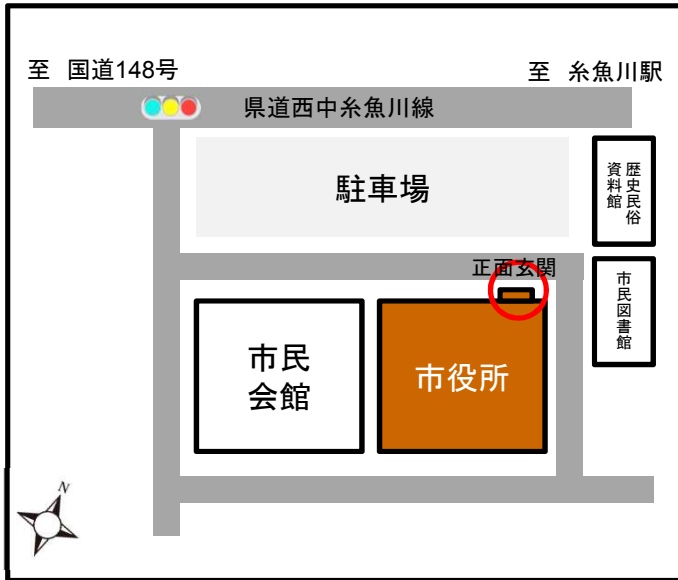 至 国道148号
至 糸魚川駅
県道西中糸魚川線
駐車場
歴史民俗
資料館
正面玄関
市民図書館
市民
会館
市役所
N